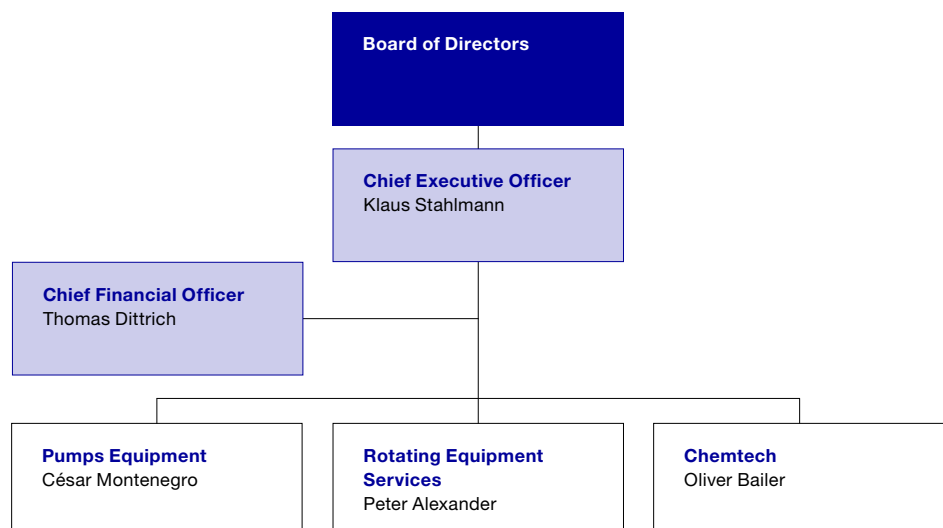 Board of Directors
Chief Executive Officer
Klaus Stahlmann
Chief Financial Officer
Thomas Dittrich
Pumps Equipment
César Montenegro
Rotating Equipment
Services
Peter Alexander
Chemtech
Oliver Bailer